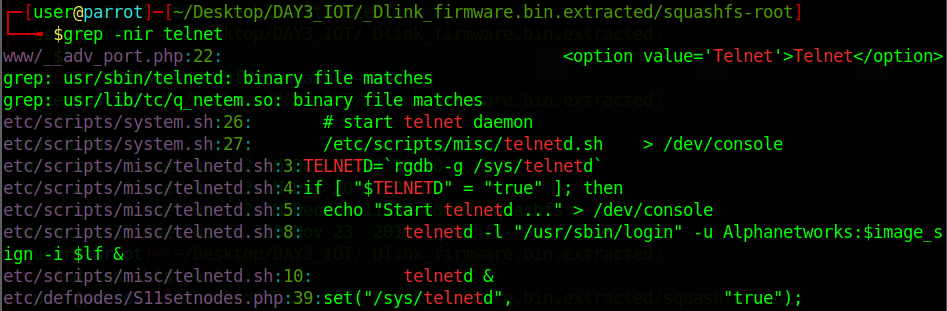 ┌─[user@parrot]─[~/Desktop/DAY3_IOT/_Dlink_firmware.bin.extracted/squashfs-root]
└──╼ $grep -nir telnet
www/__adv_port.php:22:                                  <option value='Telnet'>Telnet</option>
grep: usr/sbin/telnetd: binary file matches
grep: usr/lib/tc/q_netem.so: binary file matches
etc/scripts/system.sh:26:       # start telnet daemon
etc/scripts/system.sh:27:       /etc/scripts/misc/telnetd.sh    > /dev/console
etc/scripts/misc/telnetd.sh:3:TELNETD=`rgdb -g /sys/telnetd`
etc/scripts/misc/telnetd.sh:4:if [ "$TELNETD" = "true" ]; then
etc/scripts/misc/telnetd.sh:5:  echo "Start telnetd ..." > /dev/console
etc/scripts/misc/telnetd.sh:8:          telnetd -l "/usr/sbin/login" -u Alphanetworks:$image_s
ign -i $lf &
etc/scripts/misc/telnetd.sh:10:         telnetd &
etc/defnodes/S11setnodes.php:39:set("/sys/telnetd",                     "true");